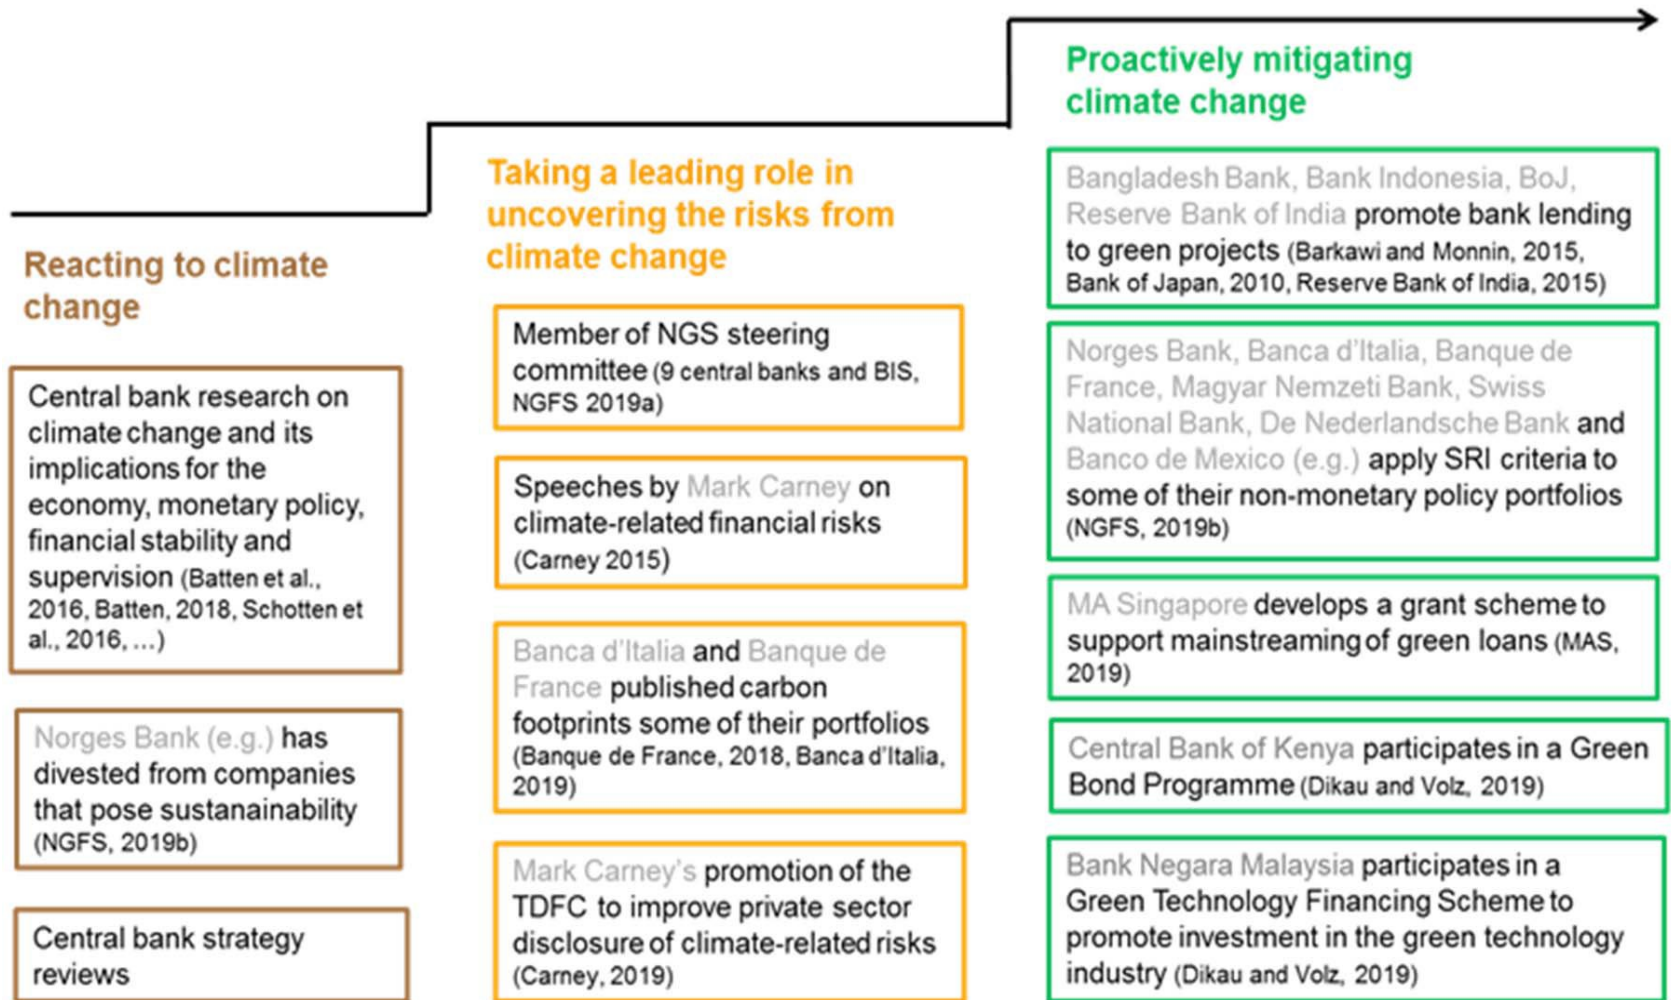 Reacting to climate
change
Central bank research on
climate change and its
implications for the
economy, monetary policy,
financial stability and
supervision (Batten et al.,
2016, Batten, 2018, Schotten et
al., 2016, ...)
Norges Bank (e.g.) has
divested from companies
that pose sustanainability
(NGFS, 2019b)
Central bank strategy
reviews
Taking a leading role in
uncovering the risks from
climate change
Member of NGS steering
committee (9 central banks and BIS,
NGFS 2019a)
Speeches by Mark Carney on
climate-related financial risks
(Carney 2015)
Banca d'Italia and Banque de
France published carbon
footprints some of their portfolios
(Banque de France, 2018, Banca d'Italia,
2019)
Mark Carney's promotion of the
TDFC to improve private sector
disclosure of climate-related risks
(Carney, 2019)
Proactively mitigating
climate change
Bangladesh Bank, Bank Indonesia, BoJ,
Reserve Bank of India promote bank lending
to green projects (Barkawi and Monnin, 2015,
Bank of Japan, 2010, Reserve Bank of India, 2015)
Norges Bank, Banca d'Italia, Banque de
France, Magyar Nemzeti Bank, Swiss
National Bank, De Nederlandsche Bank and
Banco de Mexico (e.g.) apply SRI criteria to
some of their non-monetary policy portfolios
(NGFS, 2019b)
MA Singapore develops a grant scheme to
support mainstreaming of green loans (MAS,
2019)
Central Bank of Kenya participates in a Green
Bond Programme (Dikau and Volz, 2019)
Bank Negara Malaysia participates in a
Green Technology Financing Scheme to
promote investment in the green technology
industry (Dikau and Volz, 2019)